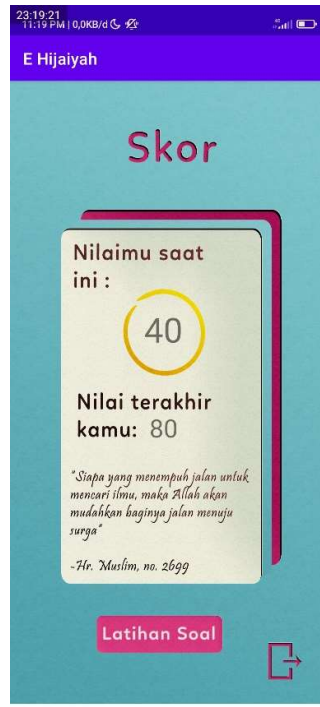 23:19:21
11:19 PM | 0,0KB/d
E Hijaiyah
Skor
Nilaimu saat
ini :
40
Nilai terakhir
kamu: 80
"Siapa yang menempuh jalan untuk
mencari ilmu, maka Allah akan
mudahkan baginya jalan menuju
surga"
-Hr. Muslim, no. 2699
Latihan Soal